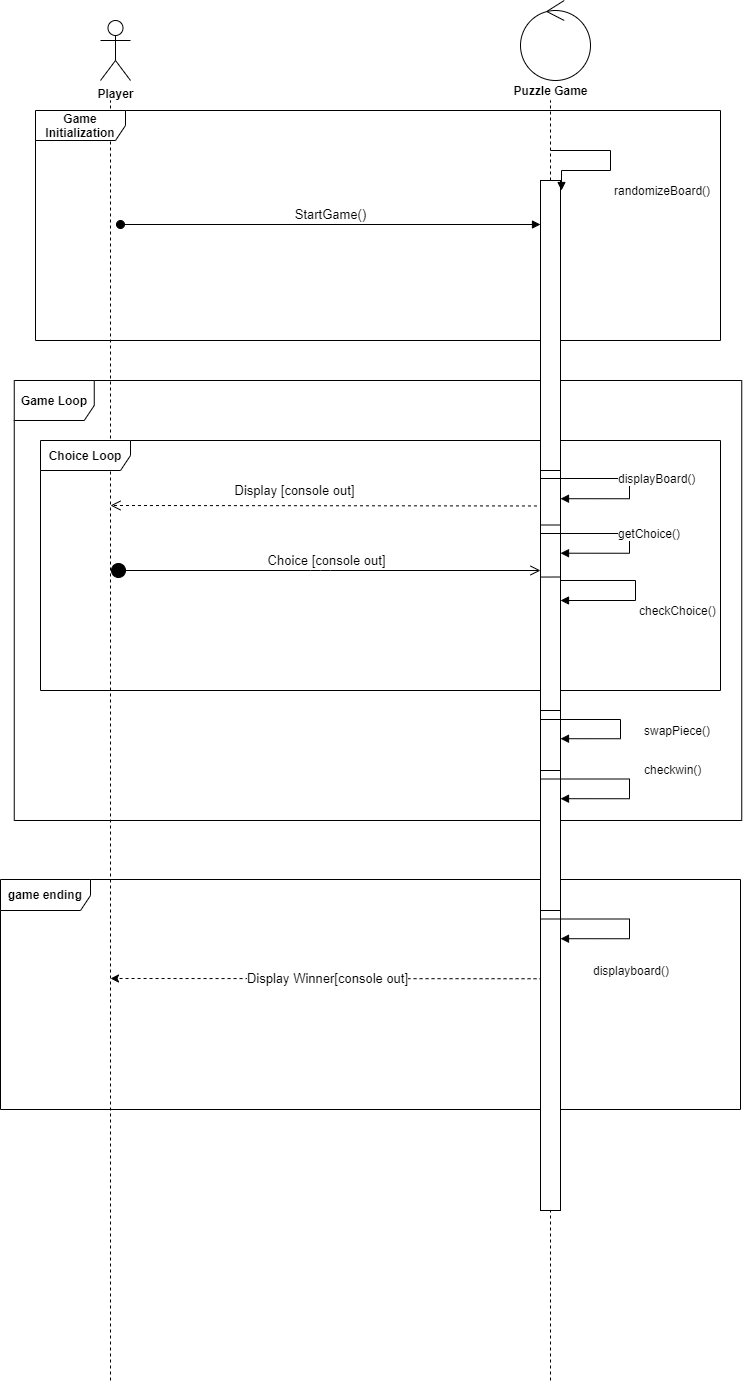 Player
Puzzle Game
Game
Initialization
randomizeBoard()
StartGame()
Game Loop
Choice Loop
displayBoard()
Display [console out]
getChoice()
Choice [console out]
checkChoice()
swapPiece()
checkwin()
game ending
displayboard()
Display Winner[console out]